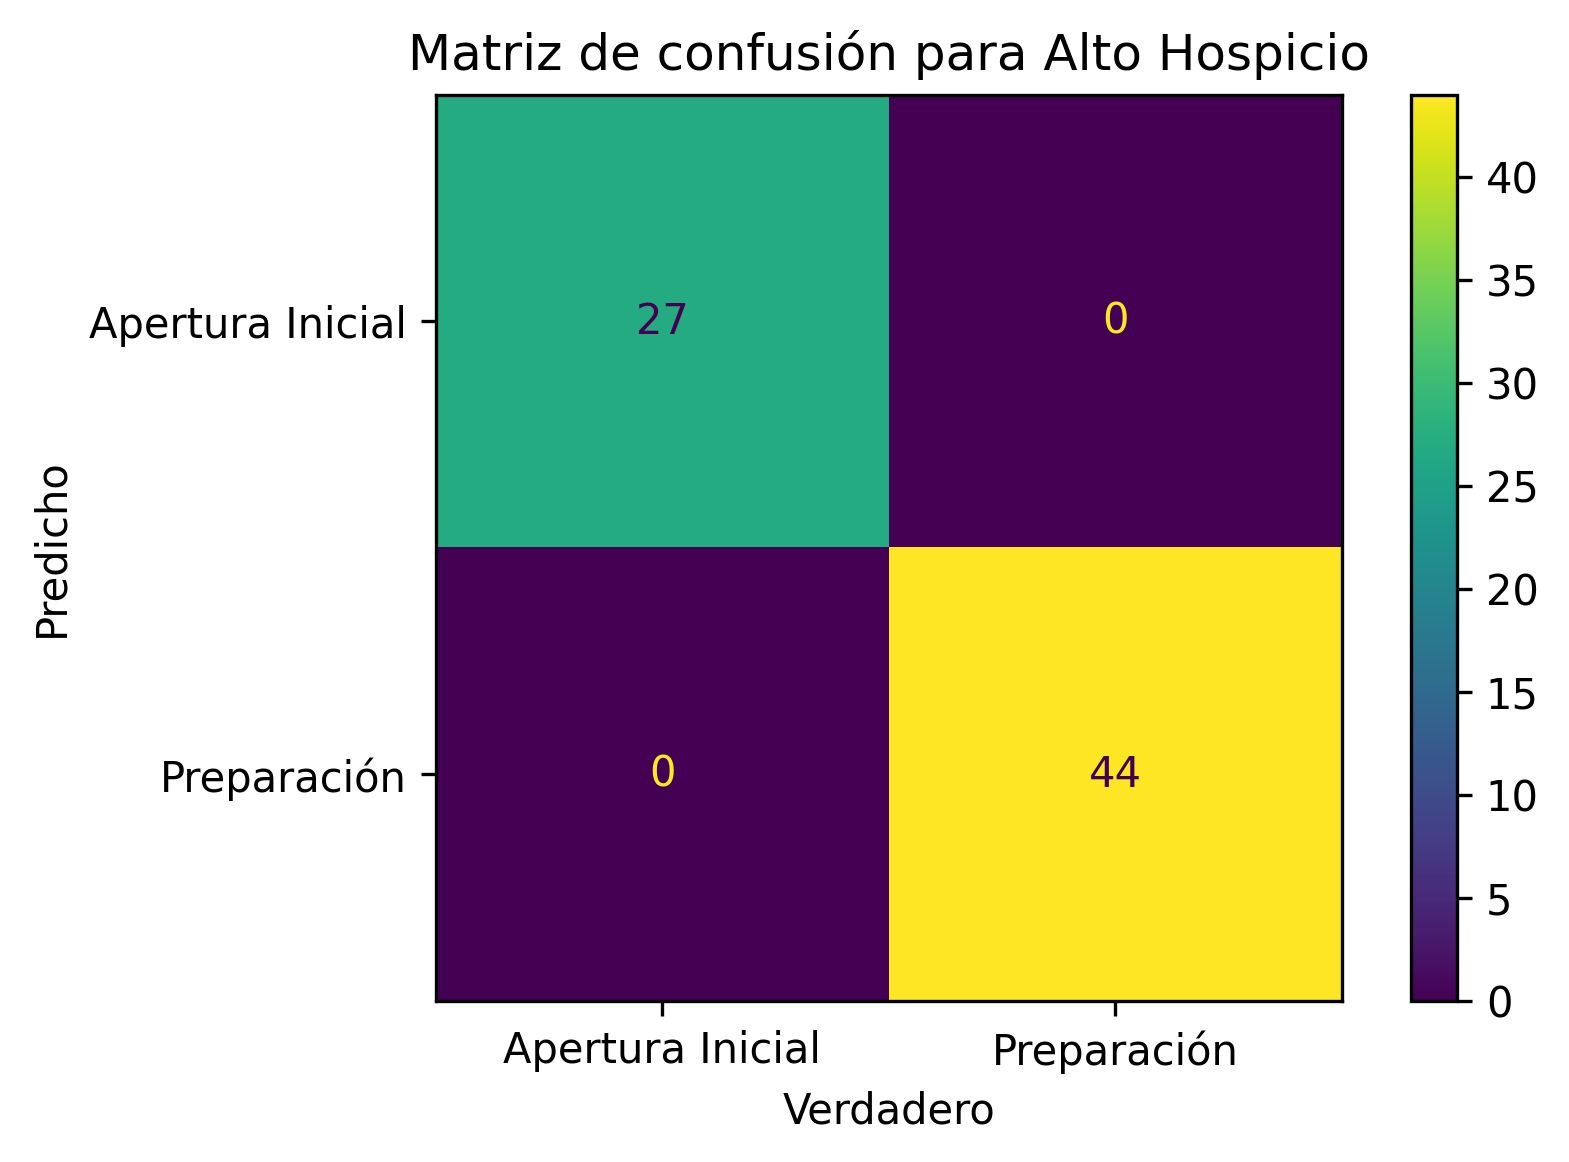 Matriz de confusión para Alto Hospicio
Predicho
Apertura Inicial
Preparación
27
0
0
44
Apertura Inicial
Preparación
Verdadero
40
35
30
25
20
15
10
5
0